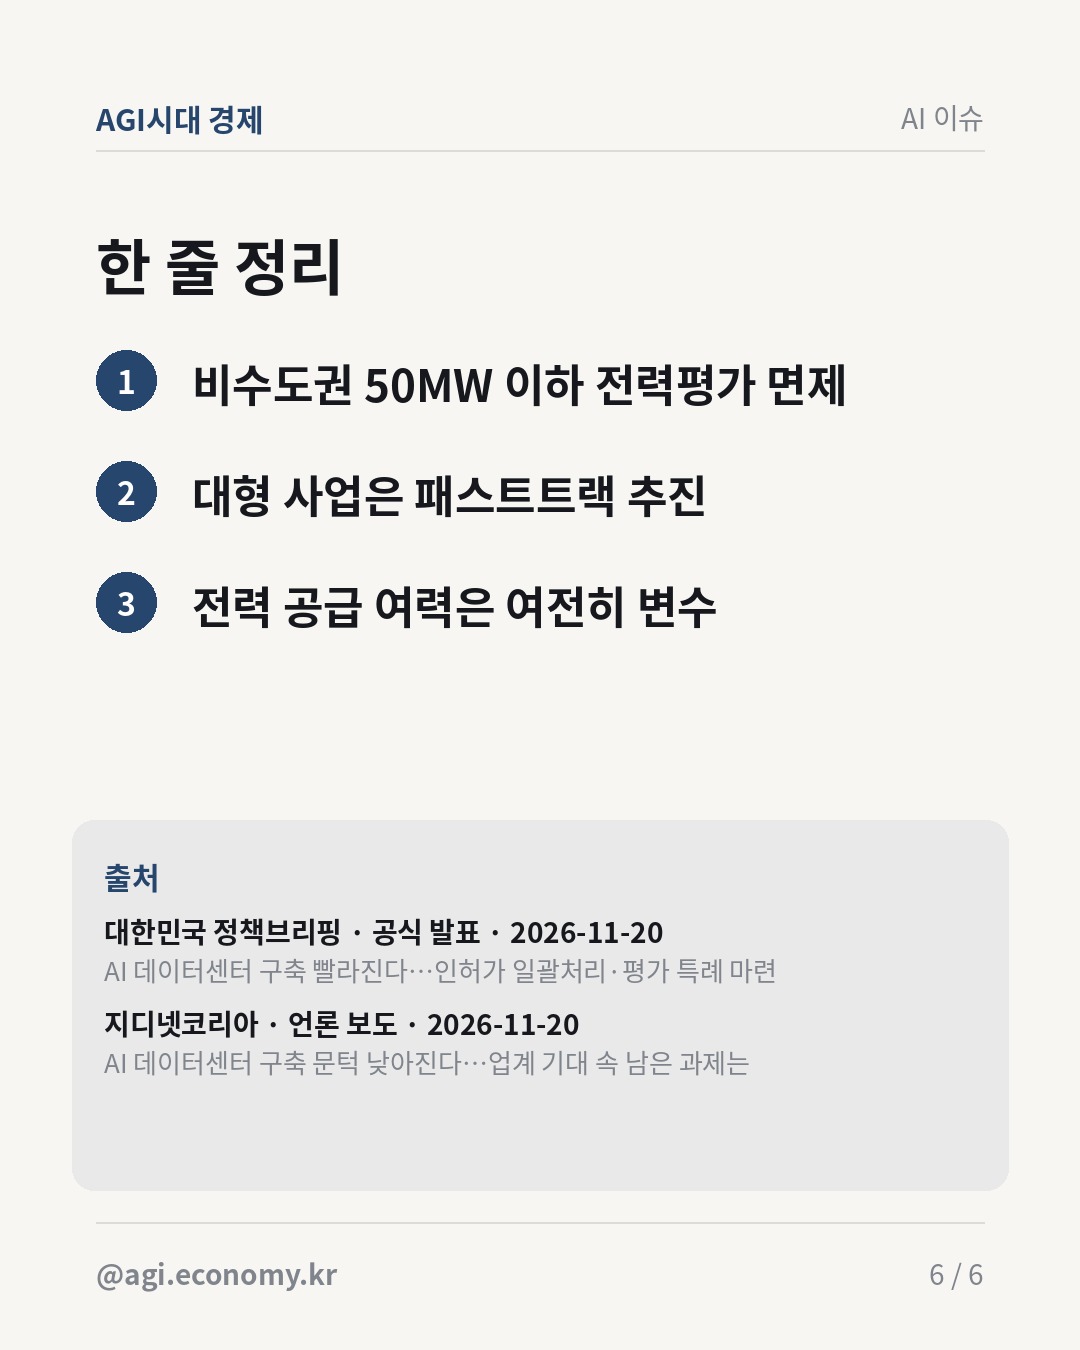 AGI시대 경제
AI 이슈
한 줄 정리
1 비수도권 50MW 이하 전력평가 면제
2 대형 사업은 패스트트랙 추진
3 전력 공급 여력은 여전히 변수
출처
대한민국 정책브리핑 · 공식 발표 · 2026-11-20
AI 데이터센터 구축 빨라진다…인허가 일괄처리·평가 특례 마련
지디넷코리아 · 언론 보도 · 2026-11-20
AI 데이터센터 구축 문턱 낮아진다…업계 기대 속 남은 과제는
@agi.economy.kr
6 / 6